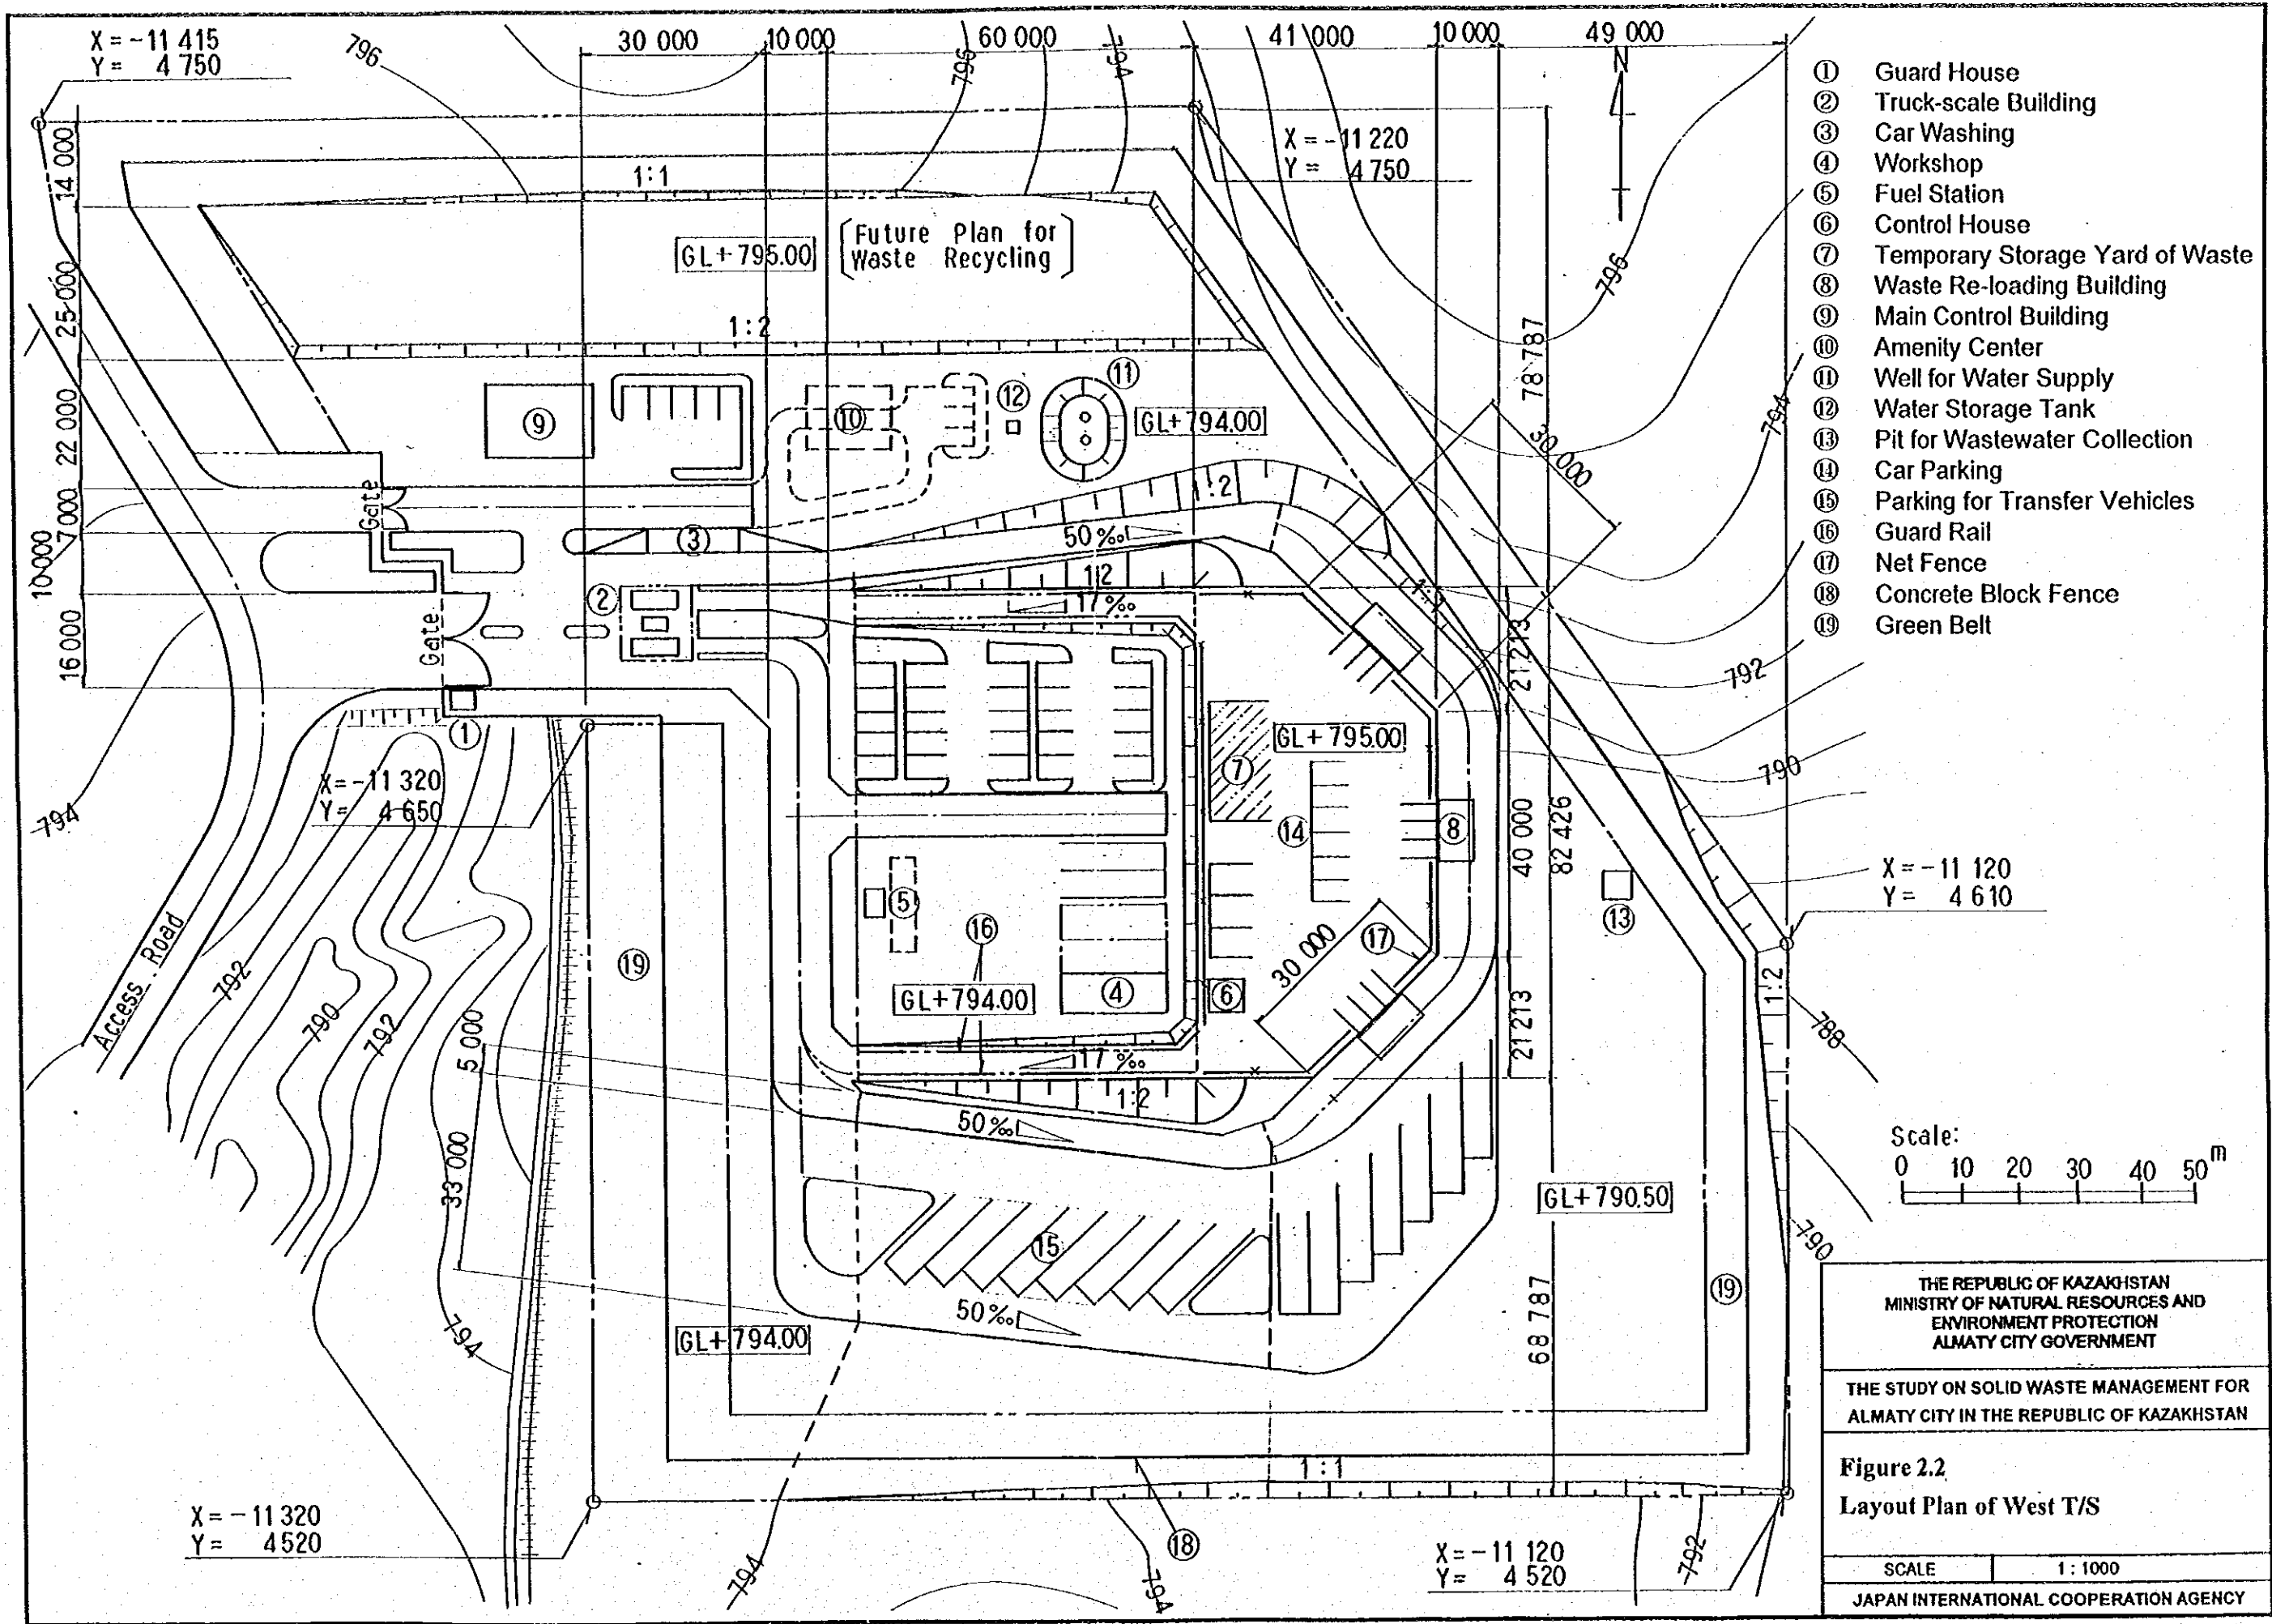 X = -11 415
Y = 4 750
30 000
10 000
60 000
41 000
10 000
49 000
796
796
794
N
X = -11 220
Y = 4 750
① Guard House
② Truck-scale Building
③ Car Washing
④ Workshop
⑤ Fuel Station
⑥ Control House
⑦ Temporary Storage Yard of Waste
⑧ Waste Re-loading Building
⑨ Main Control Building
⑩ Amenity Center
⑪ Well for Water Supply
⑫ Water Storage Tank
⑬ Pit for Wastewater Collection
⑭ Car Parking
⑮ Parking for Transfer Vehicles
⑯ Guard Rail
⑰ Net Fence
⑱ Concrete Block Fence
⑲ Green Belt
14 000
25 000
22 000
7 000
10 000
16 000
1:1
GL+795.00
Future Plan for
Waste Recycling
1:2
796
78 787
794
⑨
⑩
⑫
⑪
GL+794.00
30 000
Gate
③
1:2
50‰
1:2
17‰
1:2
②
Gate
①
21 213
792
790
X = -11 320
Y = 4 650
794
⑦
GL+795.00
⑭
⑧
40 000
82 426
X = -11 120
Y = 4 610
⑬
⑤
⑯
⑰
30 000
⑲
GL+794.00
④
⑥
Access Road
792
790
792
5 000
33 000
17‰
1:2
50‰
21 213
1:2
788
Scale:
0 10 20 30 40 50 m
GL+790.50
⑮
790
50‰
GL+794.00
794
68 787
⑲
1:1
⑱
X = -11 320
Y = 4520
794
794
X = -11 120
Y = 4 520
792
THE REPUBLIC OF KAZAKHSTAN
MINISTRY OF NATURAL RESOURCES AND
ENVIRONMENT PROTECTION
ALMATY CITY GOVERNMENT
THE STUDY ON SOLID WASTE MANAGEMENT FOR
ALMATY CITY IN THE REPUBLIC OF KAZAKHSTAN
Figure 2.2
Layout Plan of West T/S
SCALE 1 : 1000
JAPAN INTERNATIONAL COOPERATION AGENCY